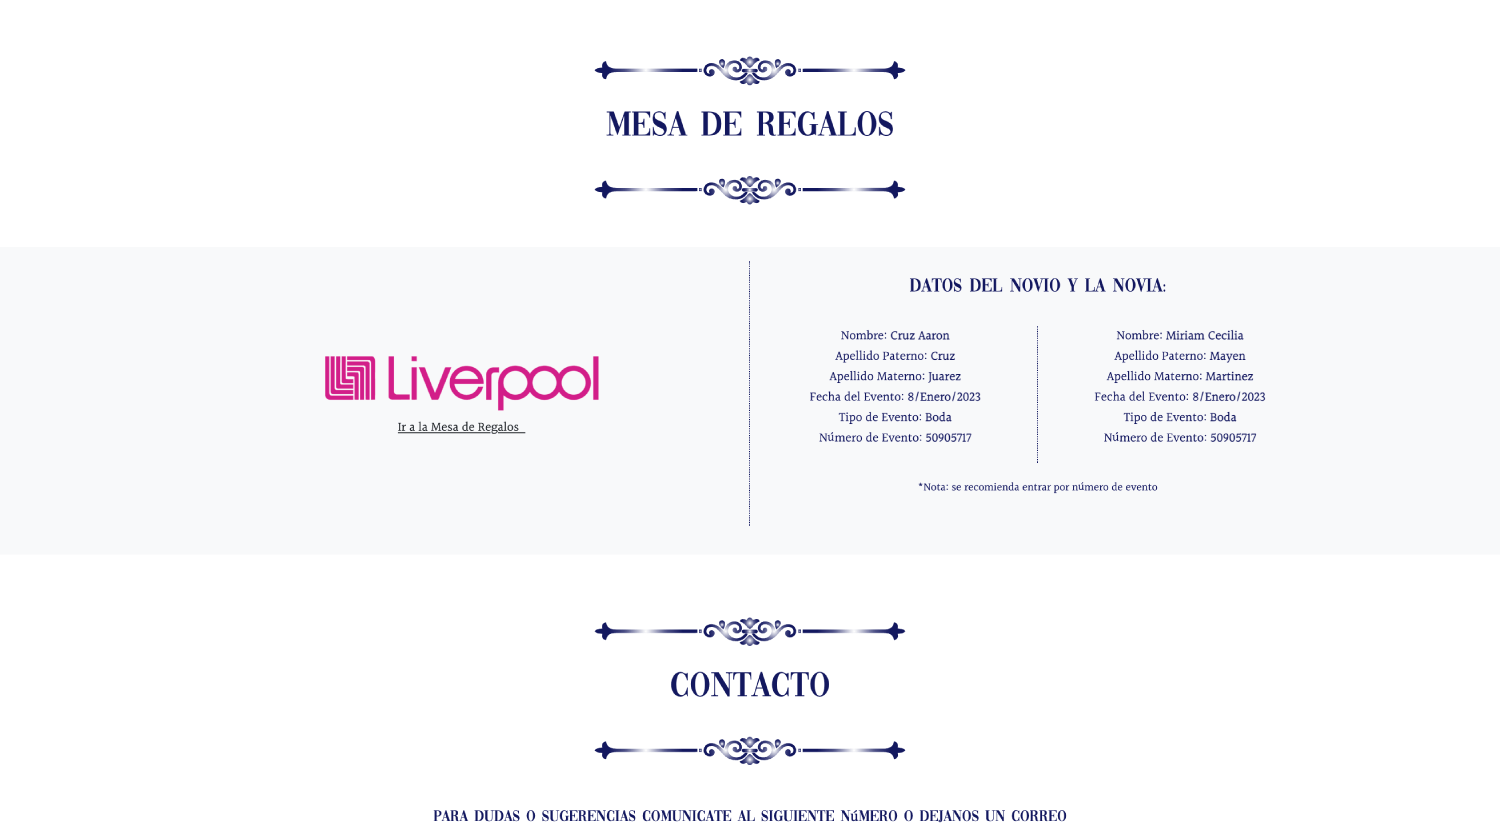 MESA DE REGALOS
Liverpool
Ir a la Mesa de Regalos
DATOS DEL NOVIO Y LA NOVIA:
Nombre: Cruz Aaron
Apellido Paterno: Cruz
Apellido Materno: Juarez
Fecha del Evento: 8/Enero/2023
Tipo de Evento: Boda
Número de Evento: 50905717
Nombre: Miriam Cecilia
Apellido Paterno: Mayen
Apellido Materno: Martinez
Fecha del Evento: 8/Enero/2023
Tipo de Evento: Boda
Número de Evento: 50905717
*Nota: se recomienda entrar por número de evento
CONTACTO
PARA DUDAS O SUGERENCIAS COMUNICATE AL SIGUIENTE NúMERO O DEJANOS UN CORREO